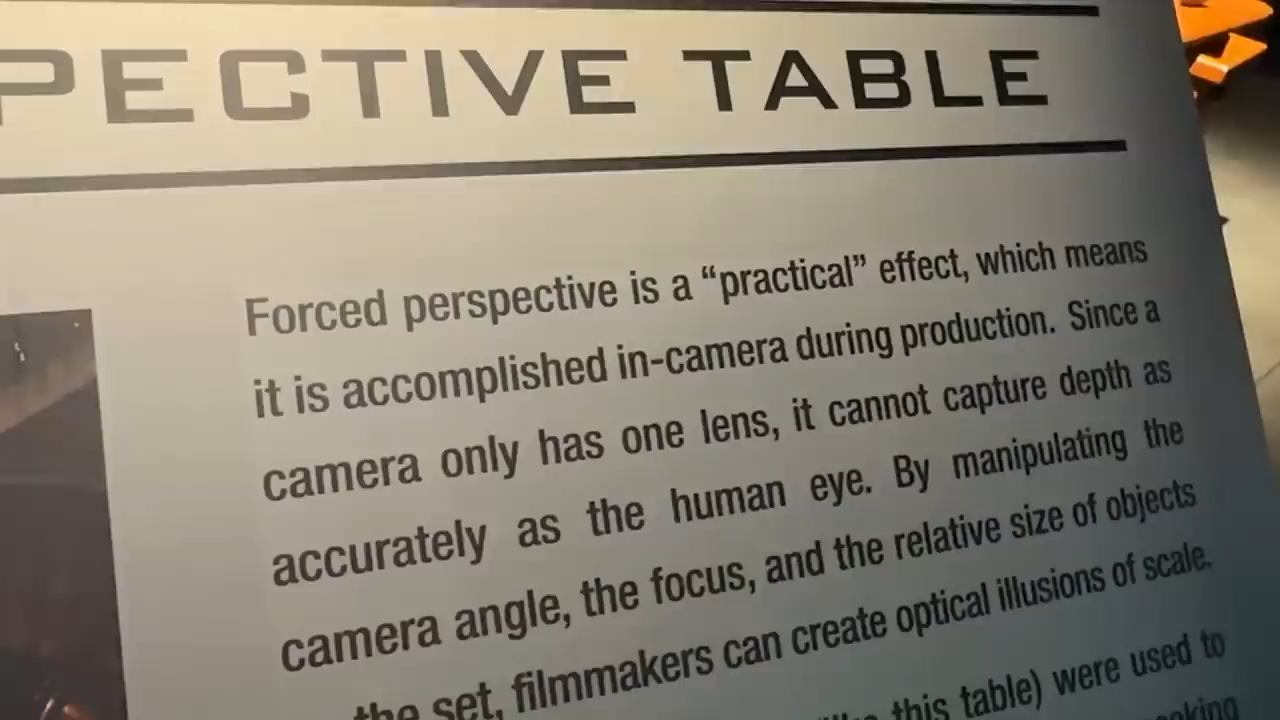 PECTIVE TABLE
Forced perspective is a “practical” effect, which means
it is accomplished in-camera during production. Since a
camera only has one lens, it cannot capture depth as
accurately as the human eye. By manipulating the
camera angle, the focus, and the relative size of objects
the set, filmmakers can create optical illusions of scale.
this table) were used to